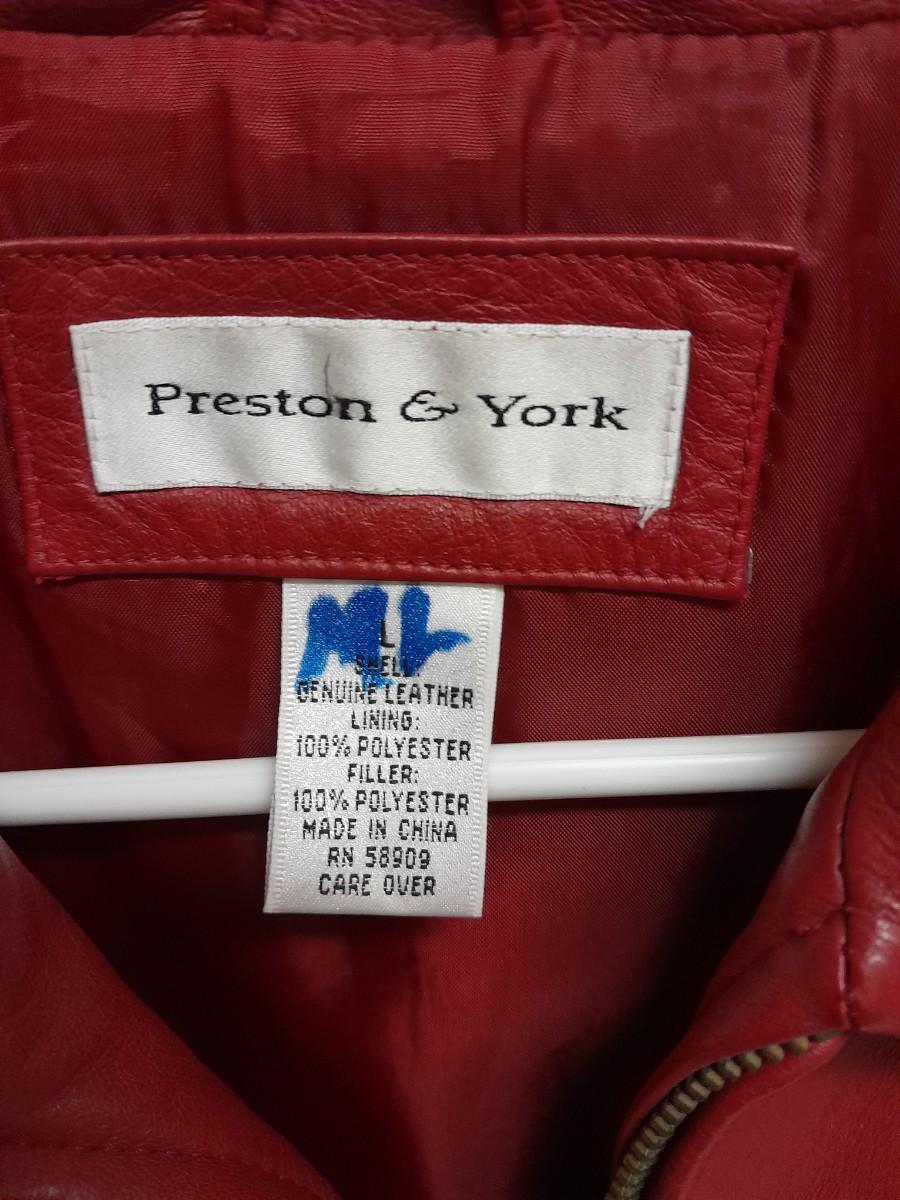 Preston & York
ML
L
SHELL:
GENUINE LEATHER
LINING:
100% POLYESTER
FILLER:
100% POLYESTER
MADE IN CHINA
RN 58909
CARE OVER